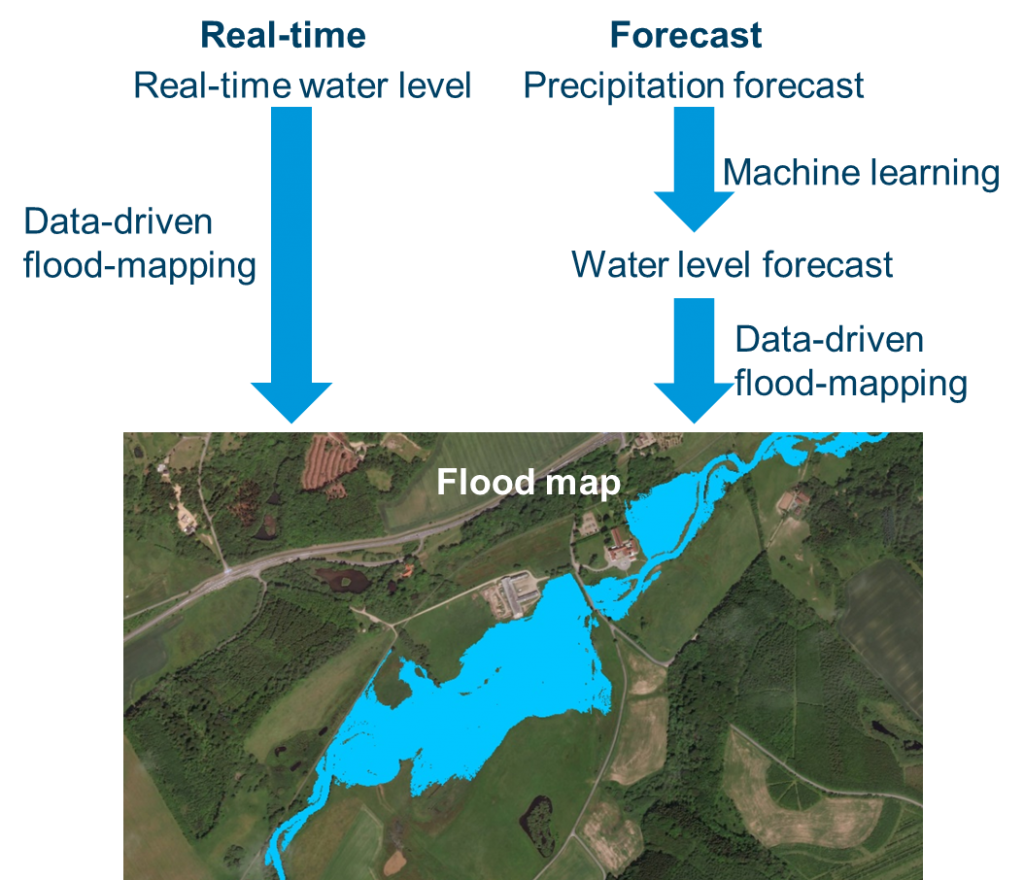 Real-time
Real-time water level
Data-driven
flood-mapping
Forecast
Precipitation forecast
Machine learning
Water level forecast
Data-driven
flood-mapping
Flood map